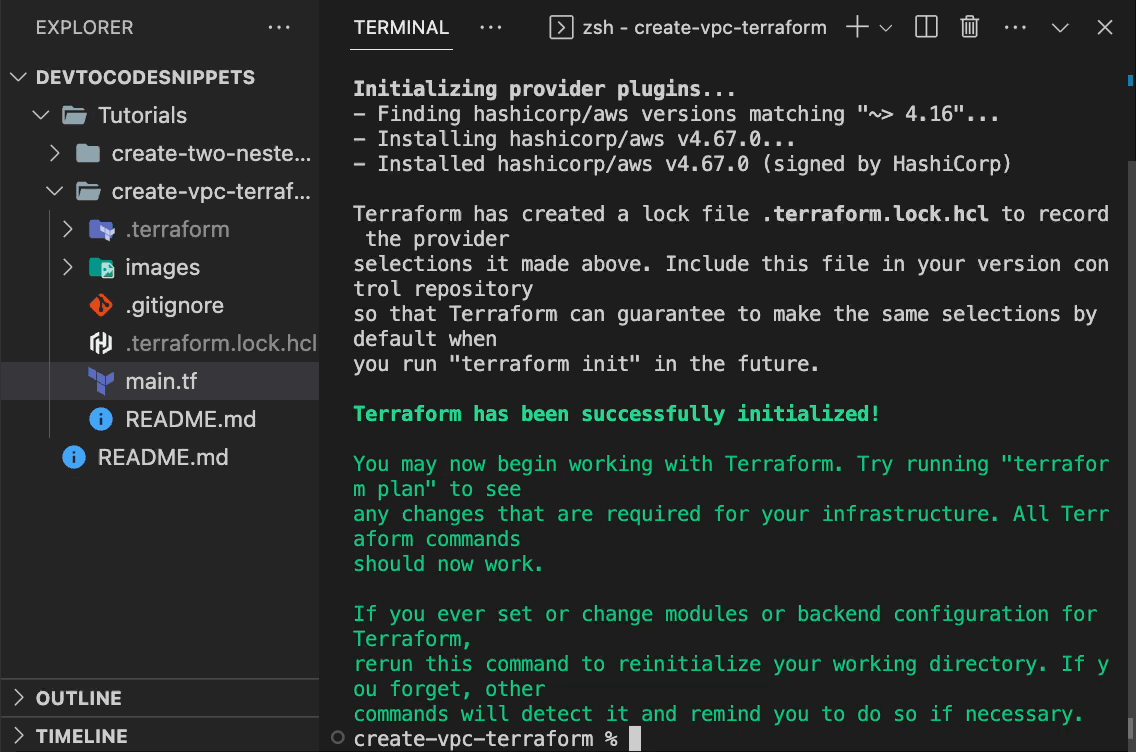 EXPLORER
DEVTOCODESNIPPETS
Tutorials
create-two-neste...
create-vpc-terraf...
.terraform
images
.gitignore
.terraform.lock.hcl
main.tf
README.md
README.md
OUTLINE
TIMELINE
TERMINAL
zsh - create-vpc-terraform
Initializing provider plugins...
- Finding hashicorp/aws versions matching "~> 4.16"...
- Installing hashicorp/aws v4.67.0...
- Installed hashicorp/aws v4.67.0 (signed by HashiCorp)
Terraform has created a lock file .terraform.lock.hcl to record
the provider
selections it made above. Include this file in your version con
trol repository
so that Terraform can guarantee to make the same selections by
default when
you run "terraform init" in the future.
Terraform has been successfully initialized!
You may now begin working with Terraform. Try running "terrafor
m plan" to see
any changes that are required for your infrastructure. All Terr
aform commands
should now work.
If you ever set or change modules or backend configuration for
Terraform,
rerun this command to reinitialize your working directory. If y
ou forget, other
commands will detect it and remind you to do so if necessary.
create-vpc-terraform %